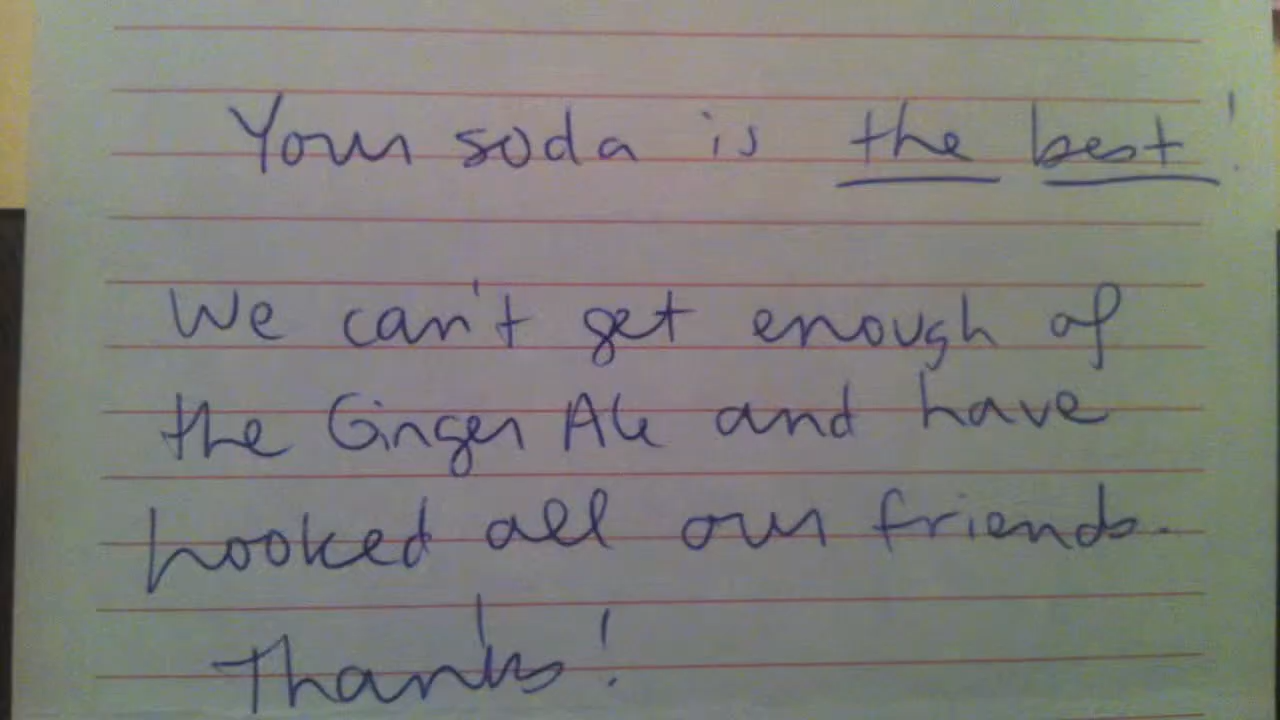 Your soda is the best!
We can't get enough of
the Ginger Ale and have
hooked all our friends.
Thanks!